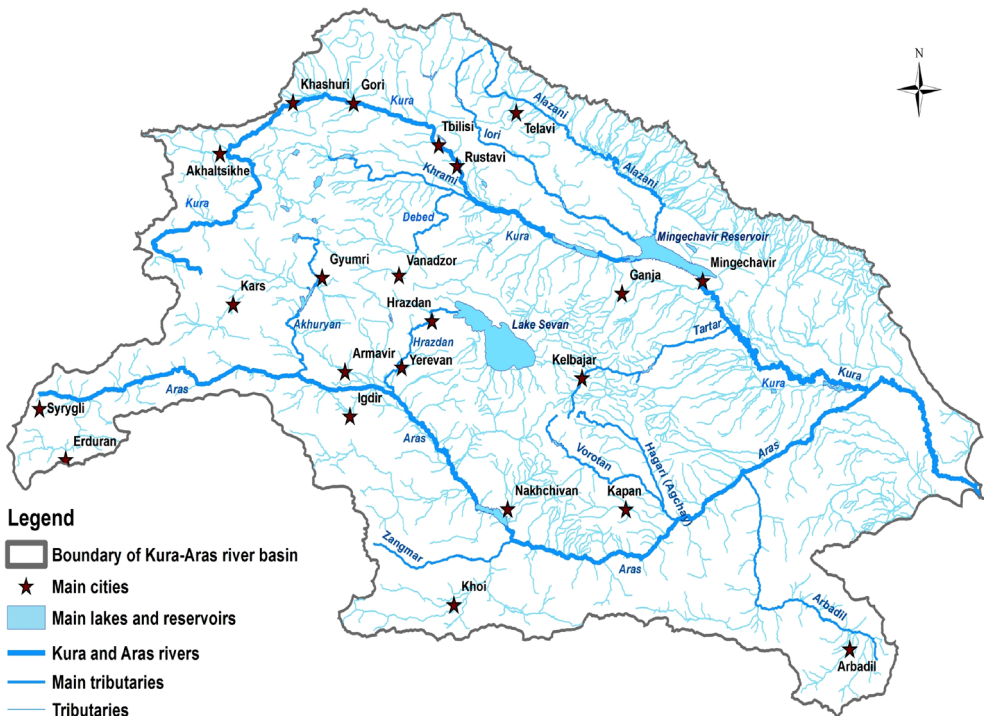 N
Khashuri
Gori
Kura
Tbilisi
Rustavi
Akhaltsikhe
Kura
Khrami
Iori
Alazani
Telavi
Alazani
Debed
Kura
Mingechavir Reservoir
Mingechavir
Ganja
Gyumri
Vanadzor
Kars
Hrazdan
Akhuryan
Hrazdan
Lake Sevan
Tartar
Armavir
Yerevan
Kelbajar
Kura
Kura
Aras
Syrygli
Igdir
Erduran
Aras
Vorotan
Hagari (Agchay)
Aras
Nakhchivan
Kapan
Zangmar
Aras
Khoi
Arbadil
Arbadil
Legend
Boundary of Kura-Aras river basin
Main cities
Main lakes and reservoirs
Kura and Aras rivers
Main tributaries
Tributaries